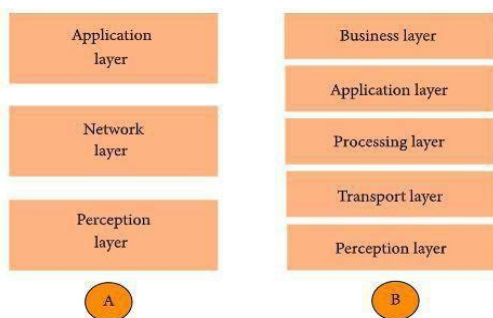 Application
layer
Network
layer
Perception
layer
A
Business layer
Application layer
Processing layer
Transport layer
Perception layer
B